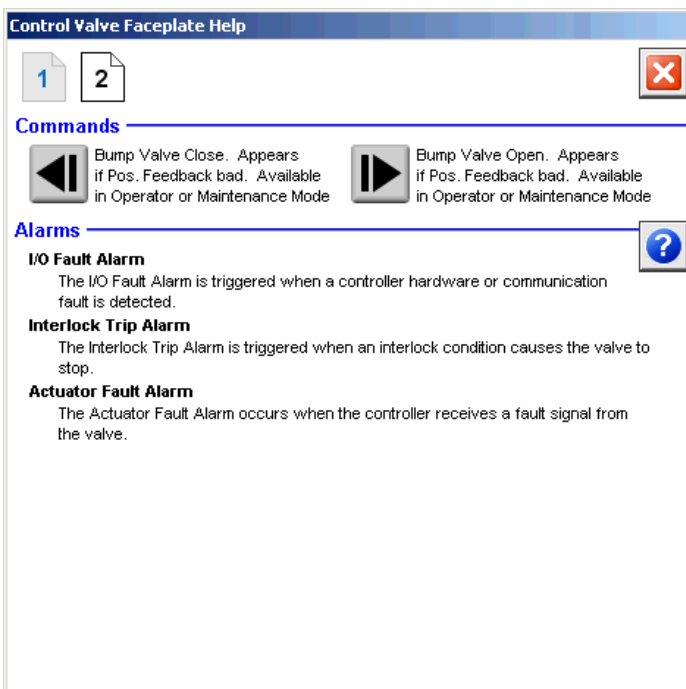 Control Valve Faceplate Help
1 2
Commands
Bump Valve Close. Appears
if Pos. Feedback bad. Available
in Operator or Maintenance Mode
Bump Valve Open. Appears
if Pos. Feedback bad. Available
in Operator or Maintenance Mode
Alarms
?
I/O Fault Alarm
The I/O Fault Alarm is triggered when a controller hardware or communication
fault is detected.
Interlock Trip Alarm
The Interlock Trip Alarm is triggered when an interlock condition causes the valve to
stop.
Actuator Fault Alarm
The Actuator Fault Alarm occurs when the controller receives a fault signal from
the valve.